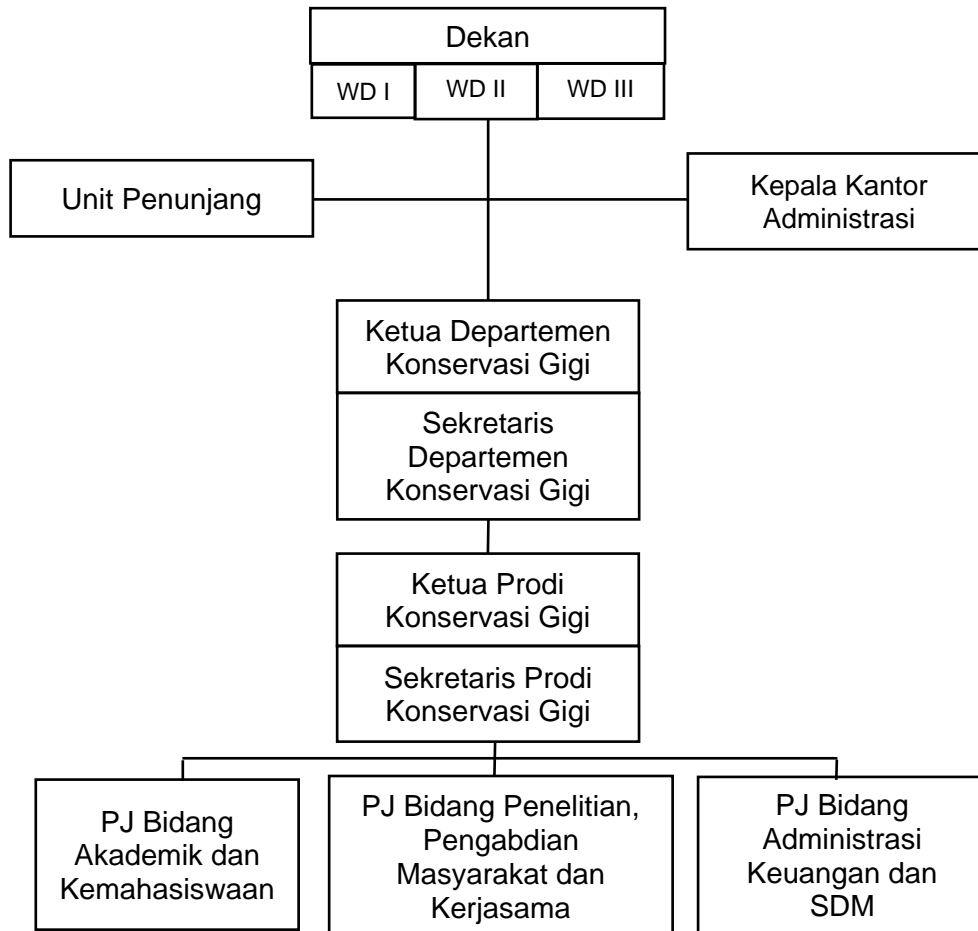 Dekan
WD I
WD II
WD III
Unit Penunjang
Kepala Kantor
Administrasi
Ketua Departemen
Konservasi Gigi
Sekretaris
Departemen
Konservasi Gigi
Ketua Prodi
Konservasi Gigi
Sekretaris Prodi
Konservasi Gigi
PJ Bidang
Akademik dan
Kemahasiswaan
PJ Bidang Penelitian,
Pengabdian
Masyarakat dan
Kerjasama
PJ Bidang
Administrasi
Keuangan dan
SDM